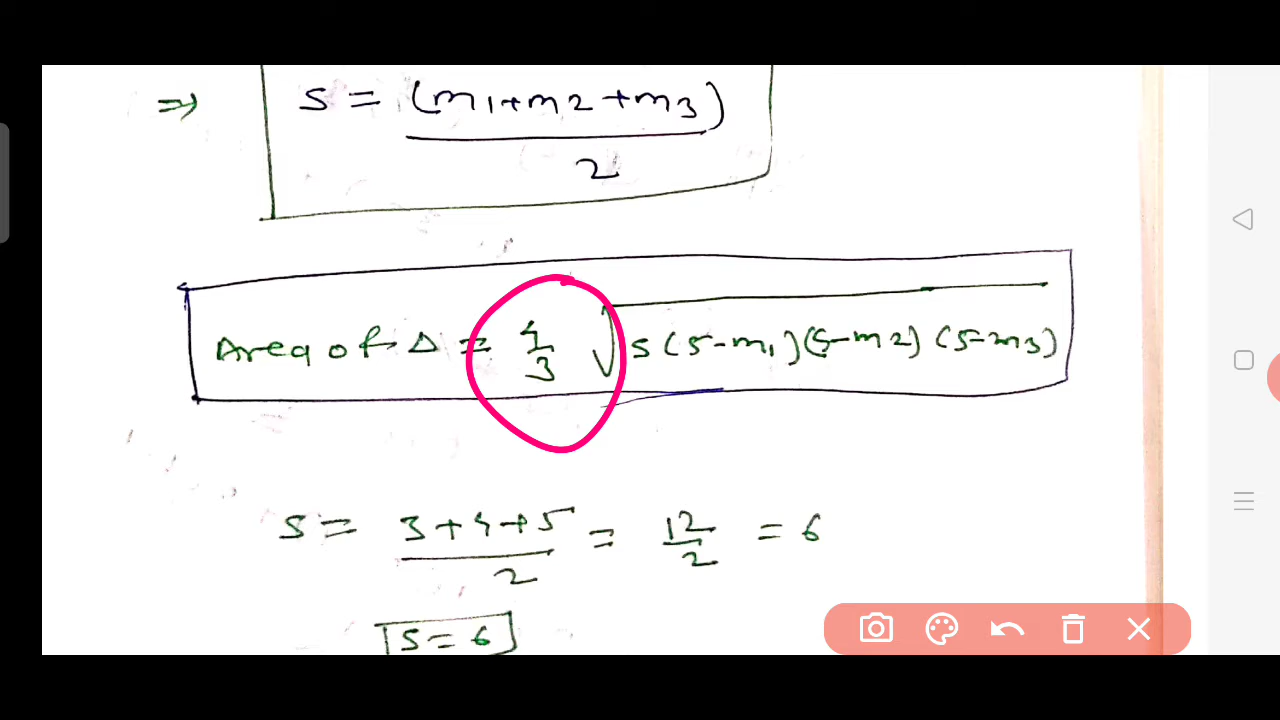 ⇒ S = (m1+m2+m3)
2
Area of Δ = 4/3 √s(s-m1)(s-m2)(s-m3)
S = 3+4+5/2 = 12/2 = 6
S = 6